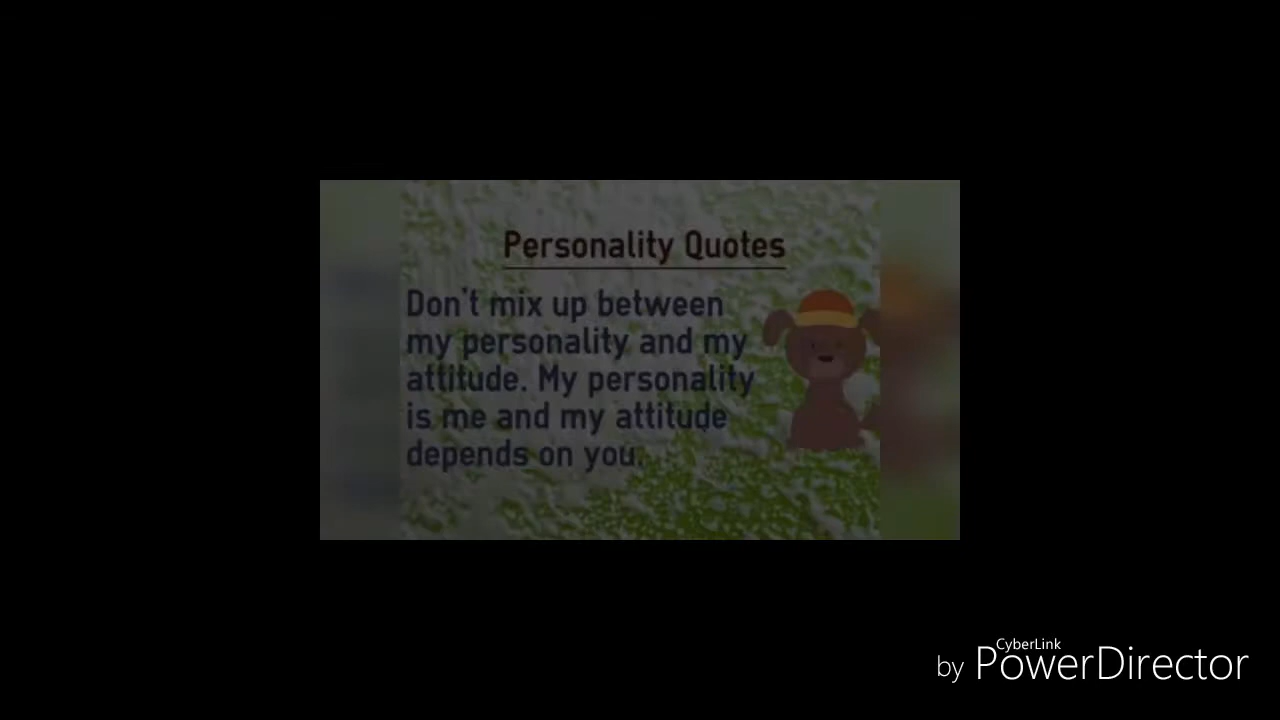 Personality Quotes
Don't mix up between
my personality and my
attitude. My personality
is me and my attitude
depends on you.
CyberLink
by PowerDirector